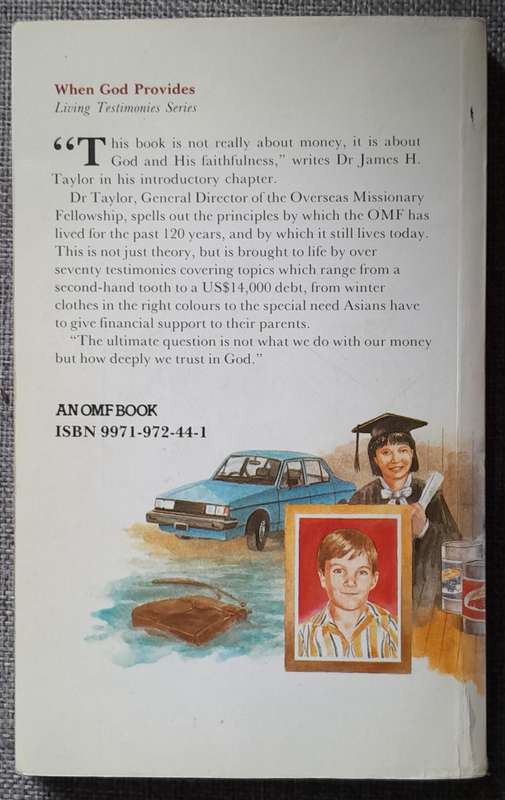 When God Provides
Living Testimonies Series
“This book is not really about money, it is about
God and His faithfulness,” writes Dr James H.
Taylor in his introductory chapter.
Dr Taylor, General Director of the Overseas Missionary
Fellowship, spells out the principles by which the OMF has
lived for the past 120 years, and by which it still lives today.
This is not just theory, but is brought to life by over
seventy testimonies covering topics which range from a
second-hand tooth to a US$14,000 debt, from winter
clothes in the right colours to the special need Asians have
to give financial support to their parents.
“The ultimate question is not what we do with our money
but how deeply we trust in God.”
AN OMF BOOK
ISBN 9971-972-44-1